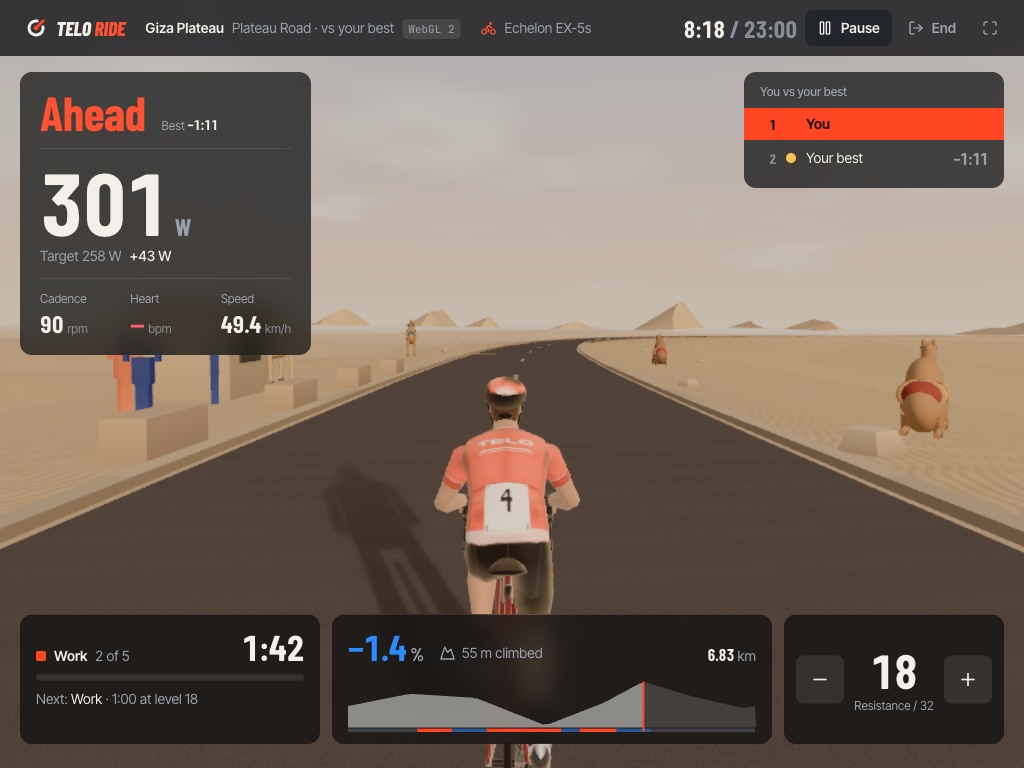 TELO RIDE Giza Plateau Plateau Road · vs your best WebGL 2 Echelon EX-5s 8:18 / 23:00 Pause End
Ahead Best −1:11
301 W
Target 258 W +43 W
Cadence Heart Speed
90 rpm – bpm 49.4 km/h
You vs your best
1 You
2 Your best −1:11
TELO
4
Work 2 of 5 1:42
Next: Work · 1:00 at level 18
−1.4 % 55 m climbed 6.83 km
− 18 +
Resistance / 32